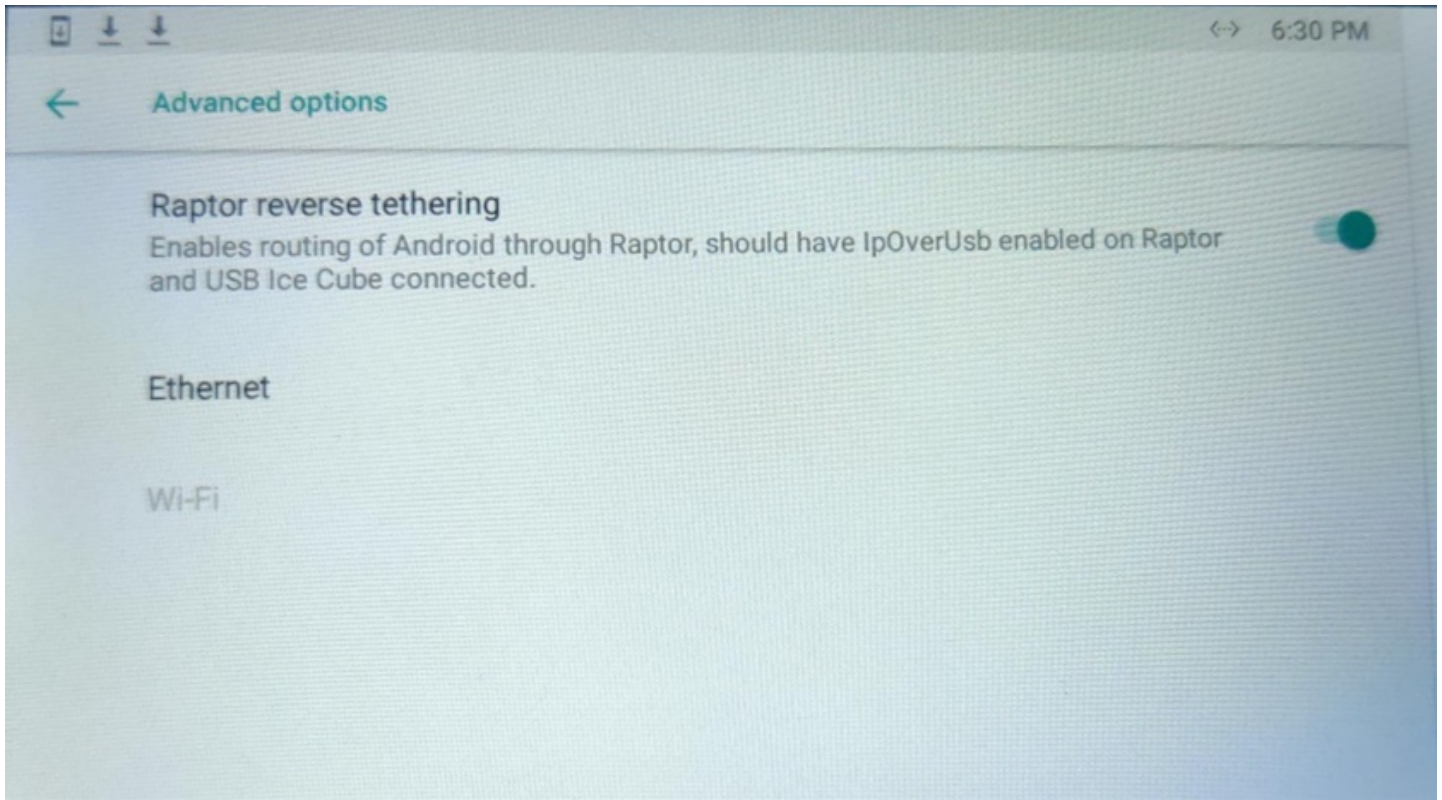 6:30 PM
Advanced options
Raptor reverse tethering
Enables routing of Android through Raptor, should have IpOverUsb enabled on Raptor
and USB Ice Cube connected.
Ethernet
Wi-Fi